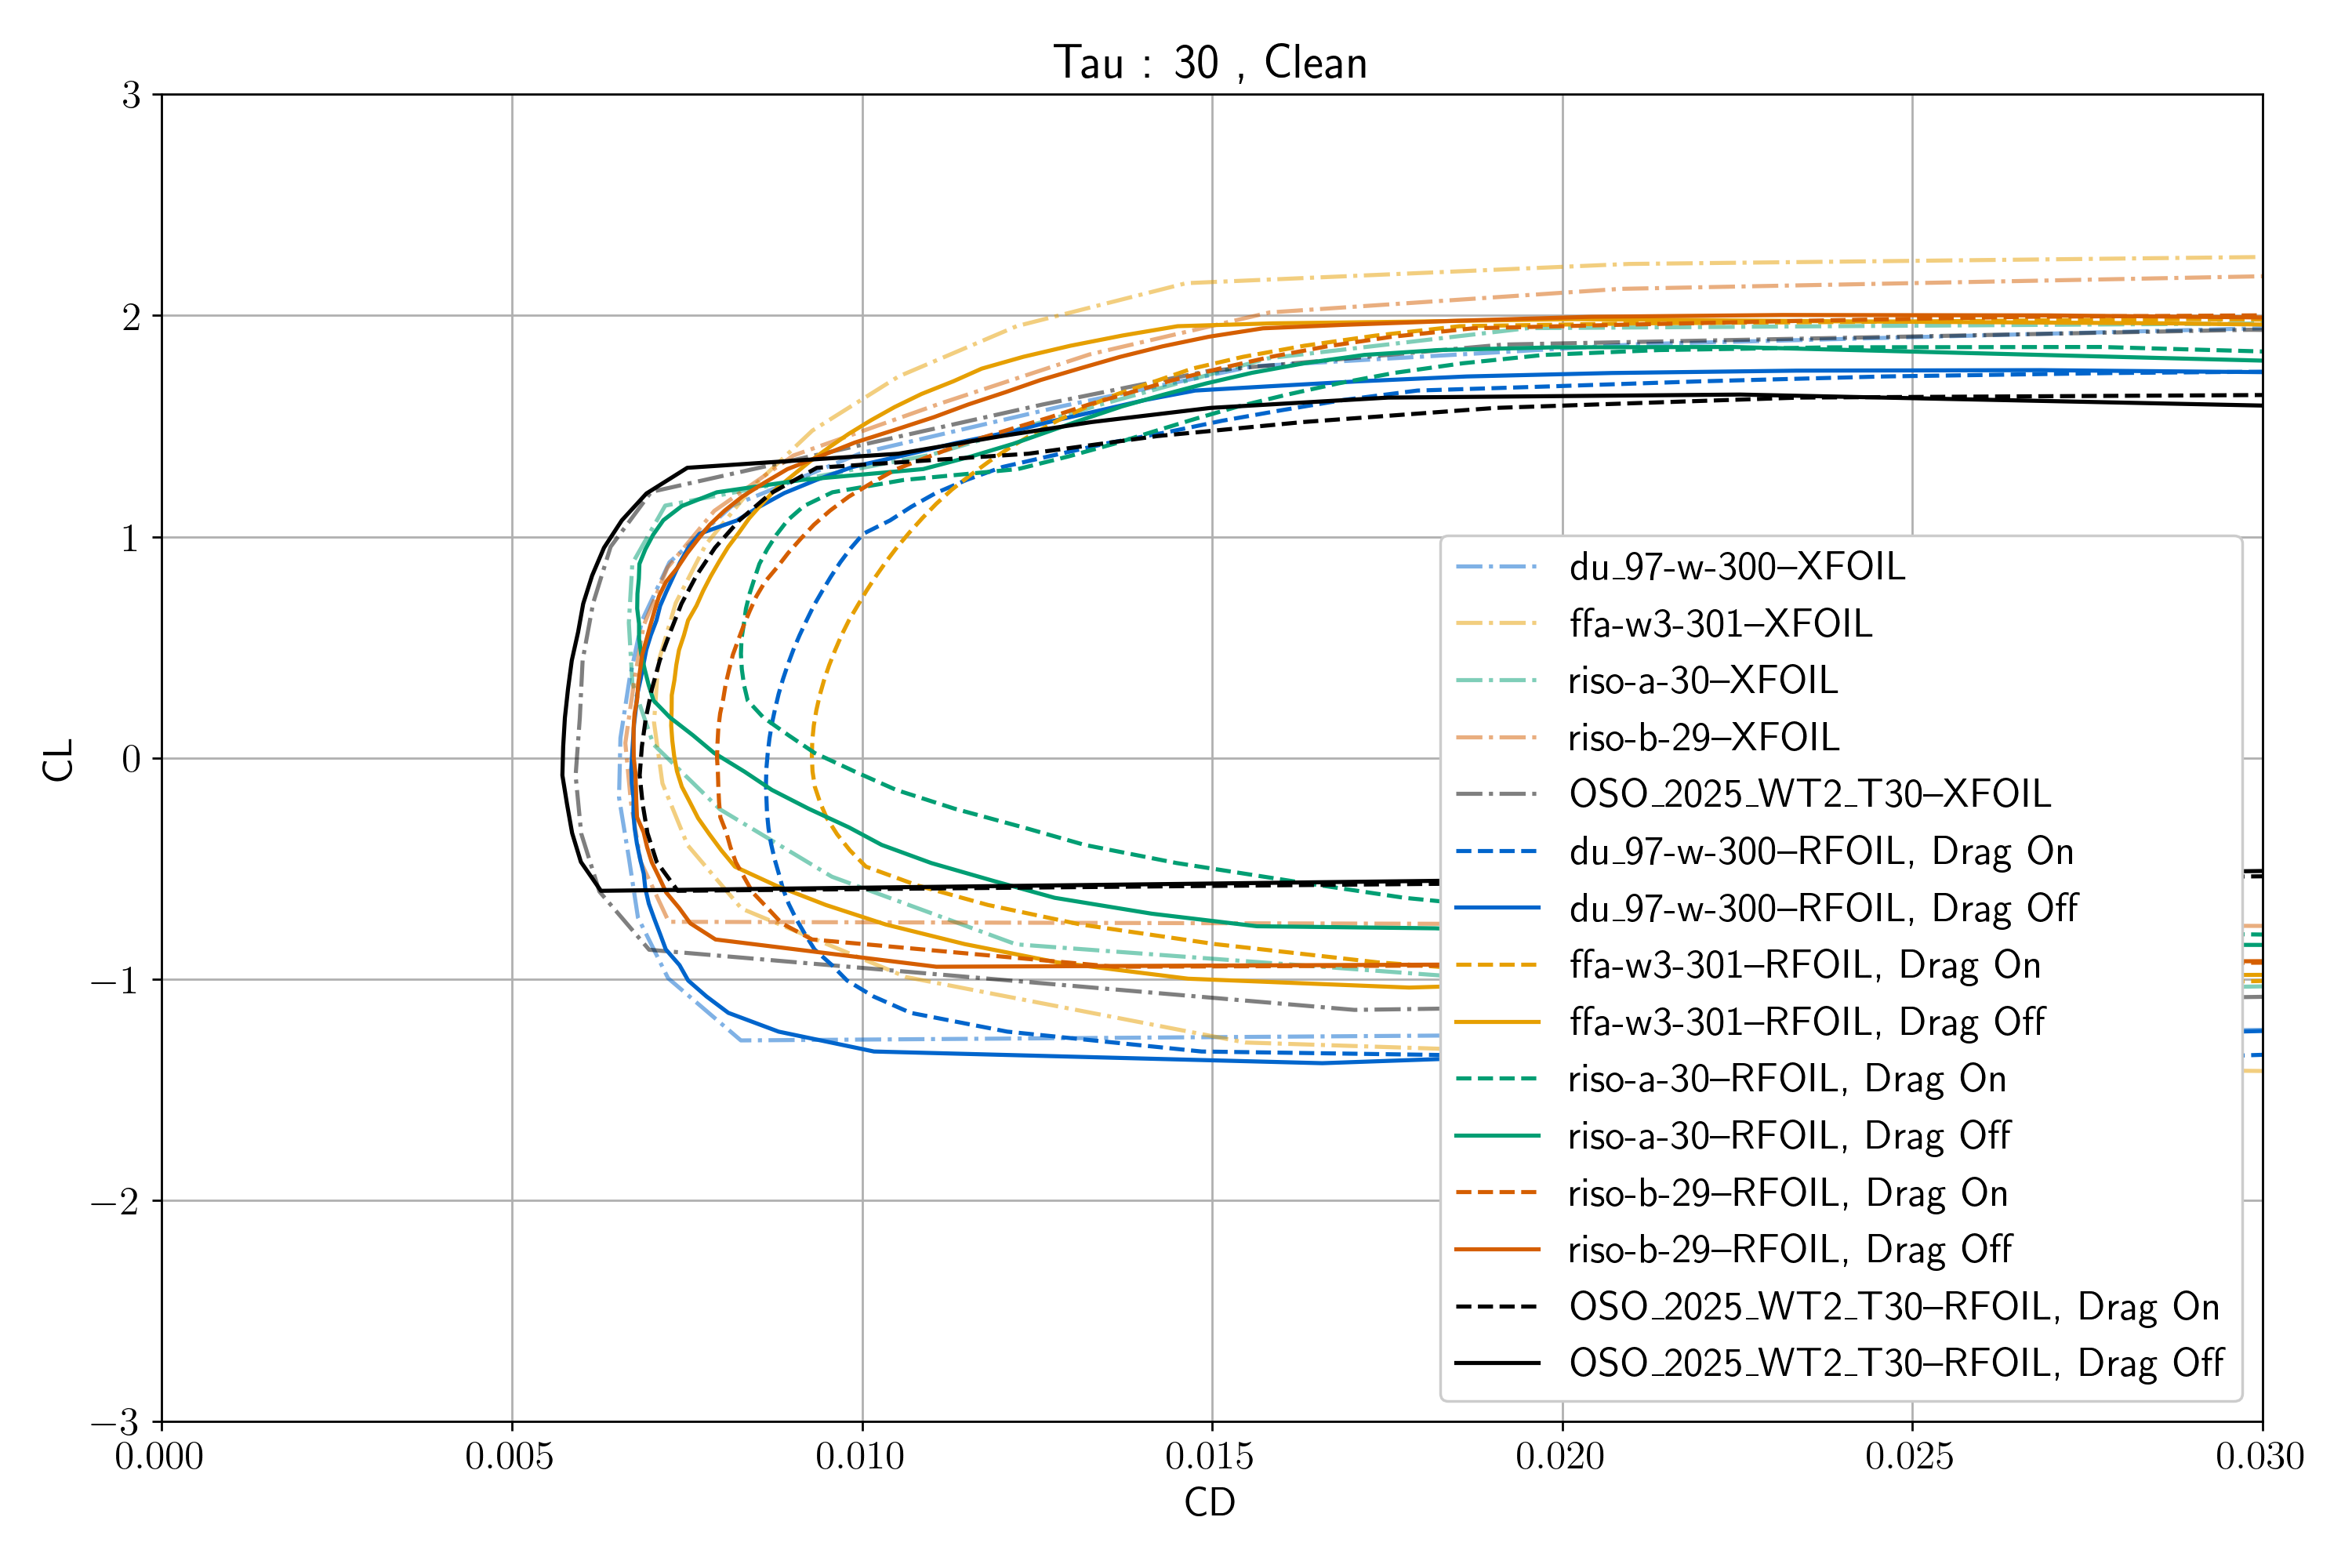 Tau : 30 , Clean
3
2
1
0
−1
−2
−3
CL
0.000 0.005 0.010 0.015 0.020 0.025 0.030
CD
du_97-w-300–XFOIL
ffa-w3-301–XFOIL
riso-a-30–XFOIL
riso-b-29–XFOIL
OSO_2025_WT2_T30–XFOIL
du_97-w-300–RFOIL, Drag On
du_97-w-300–RFOIL, Drag Off
ffa-w3-301–RFOIL, Drag On
ffa-w3-301–RFOIL, Drag Off
riso-a-30–RFOIL, Drag On
riso-a-30–RFOIL, Drag Off
riso-b-29–RFOIL, Drag On
riso-b-29–RFOIL, Drag Off
OSO_2025_WT2_T30–RFOIL, Drag On
OSO_2025_WT2_T30–RFOIL, Drag Off